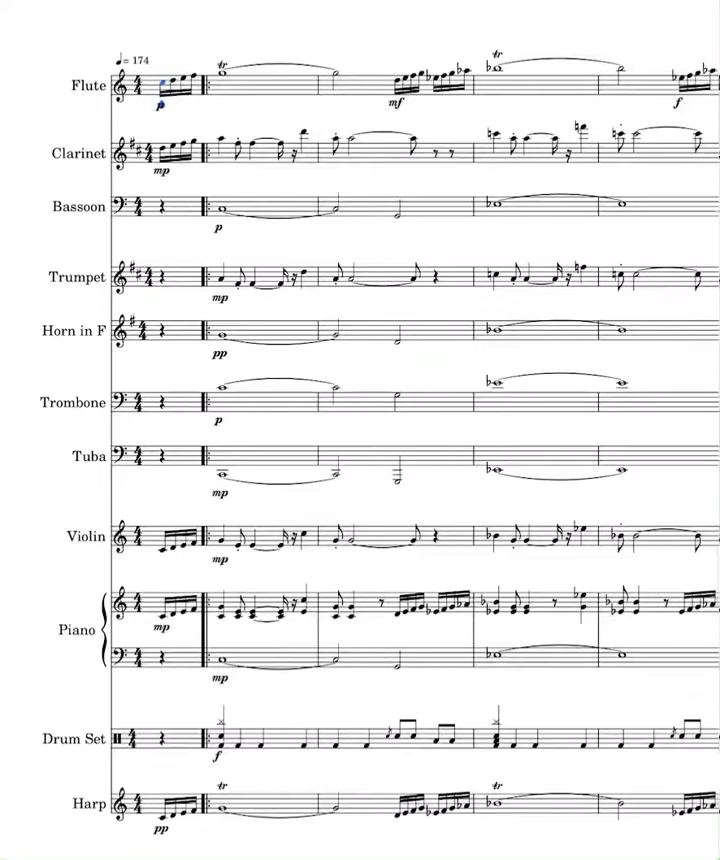 = 174
tr tr
Flute
p mf f
Clarinet
mp
Bassoon
p
Trumpet
mp
Horn in F
pp
Trombone
p
Tuba
mp
Violin
mp
Piano
mp
mp
Drum Set
f
tr tr
Harp
pp